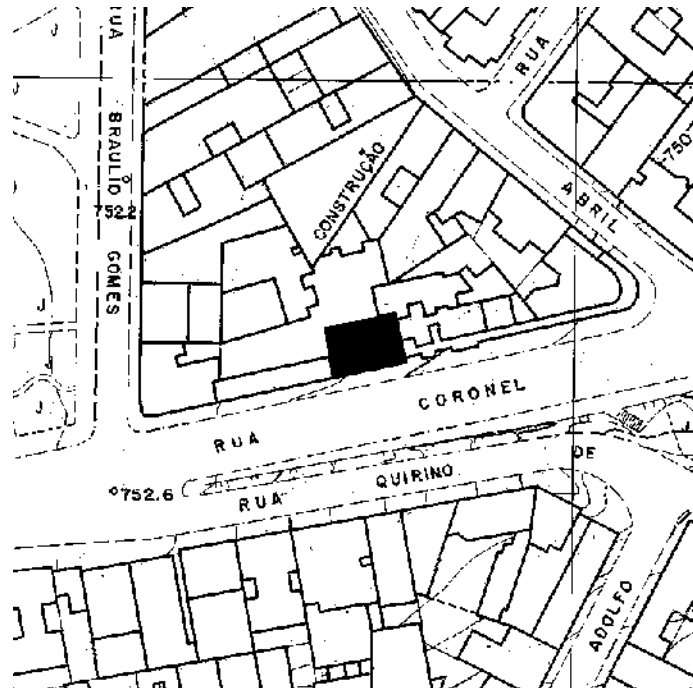 RUA BRAULIO GOMES
RUA
ABRIL
750
CONSTRUÇÃO
752.2
J
J
J
J
J
J
RUA CORONEL
752.6
RUA QUIRINO DE
ADOLFO